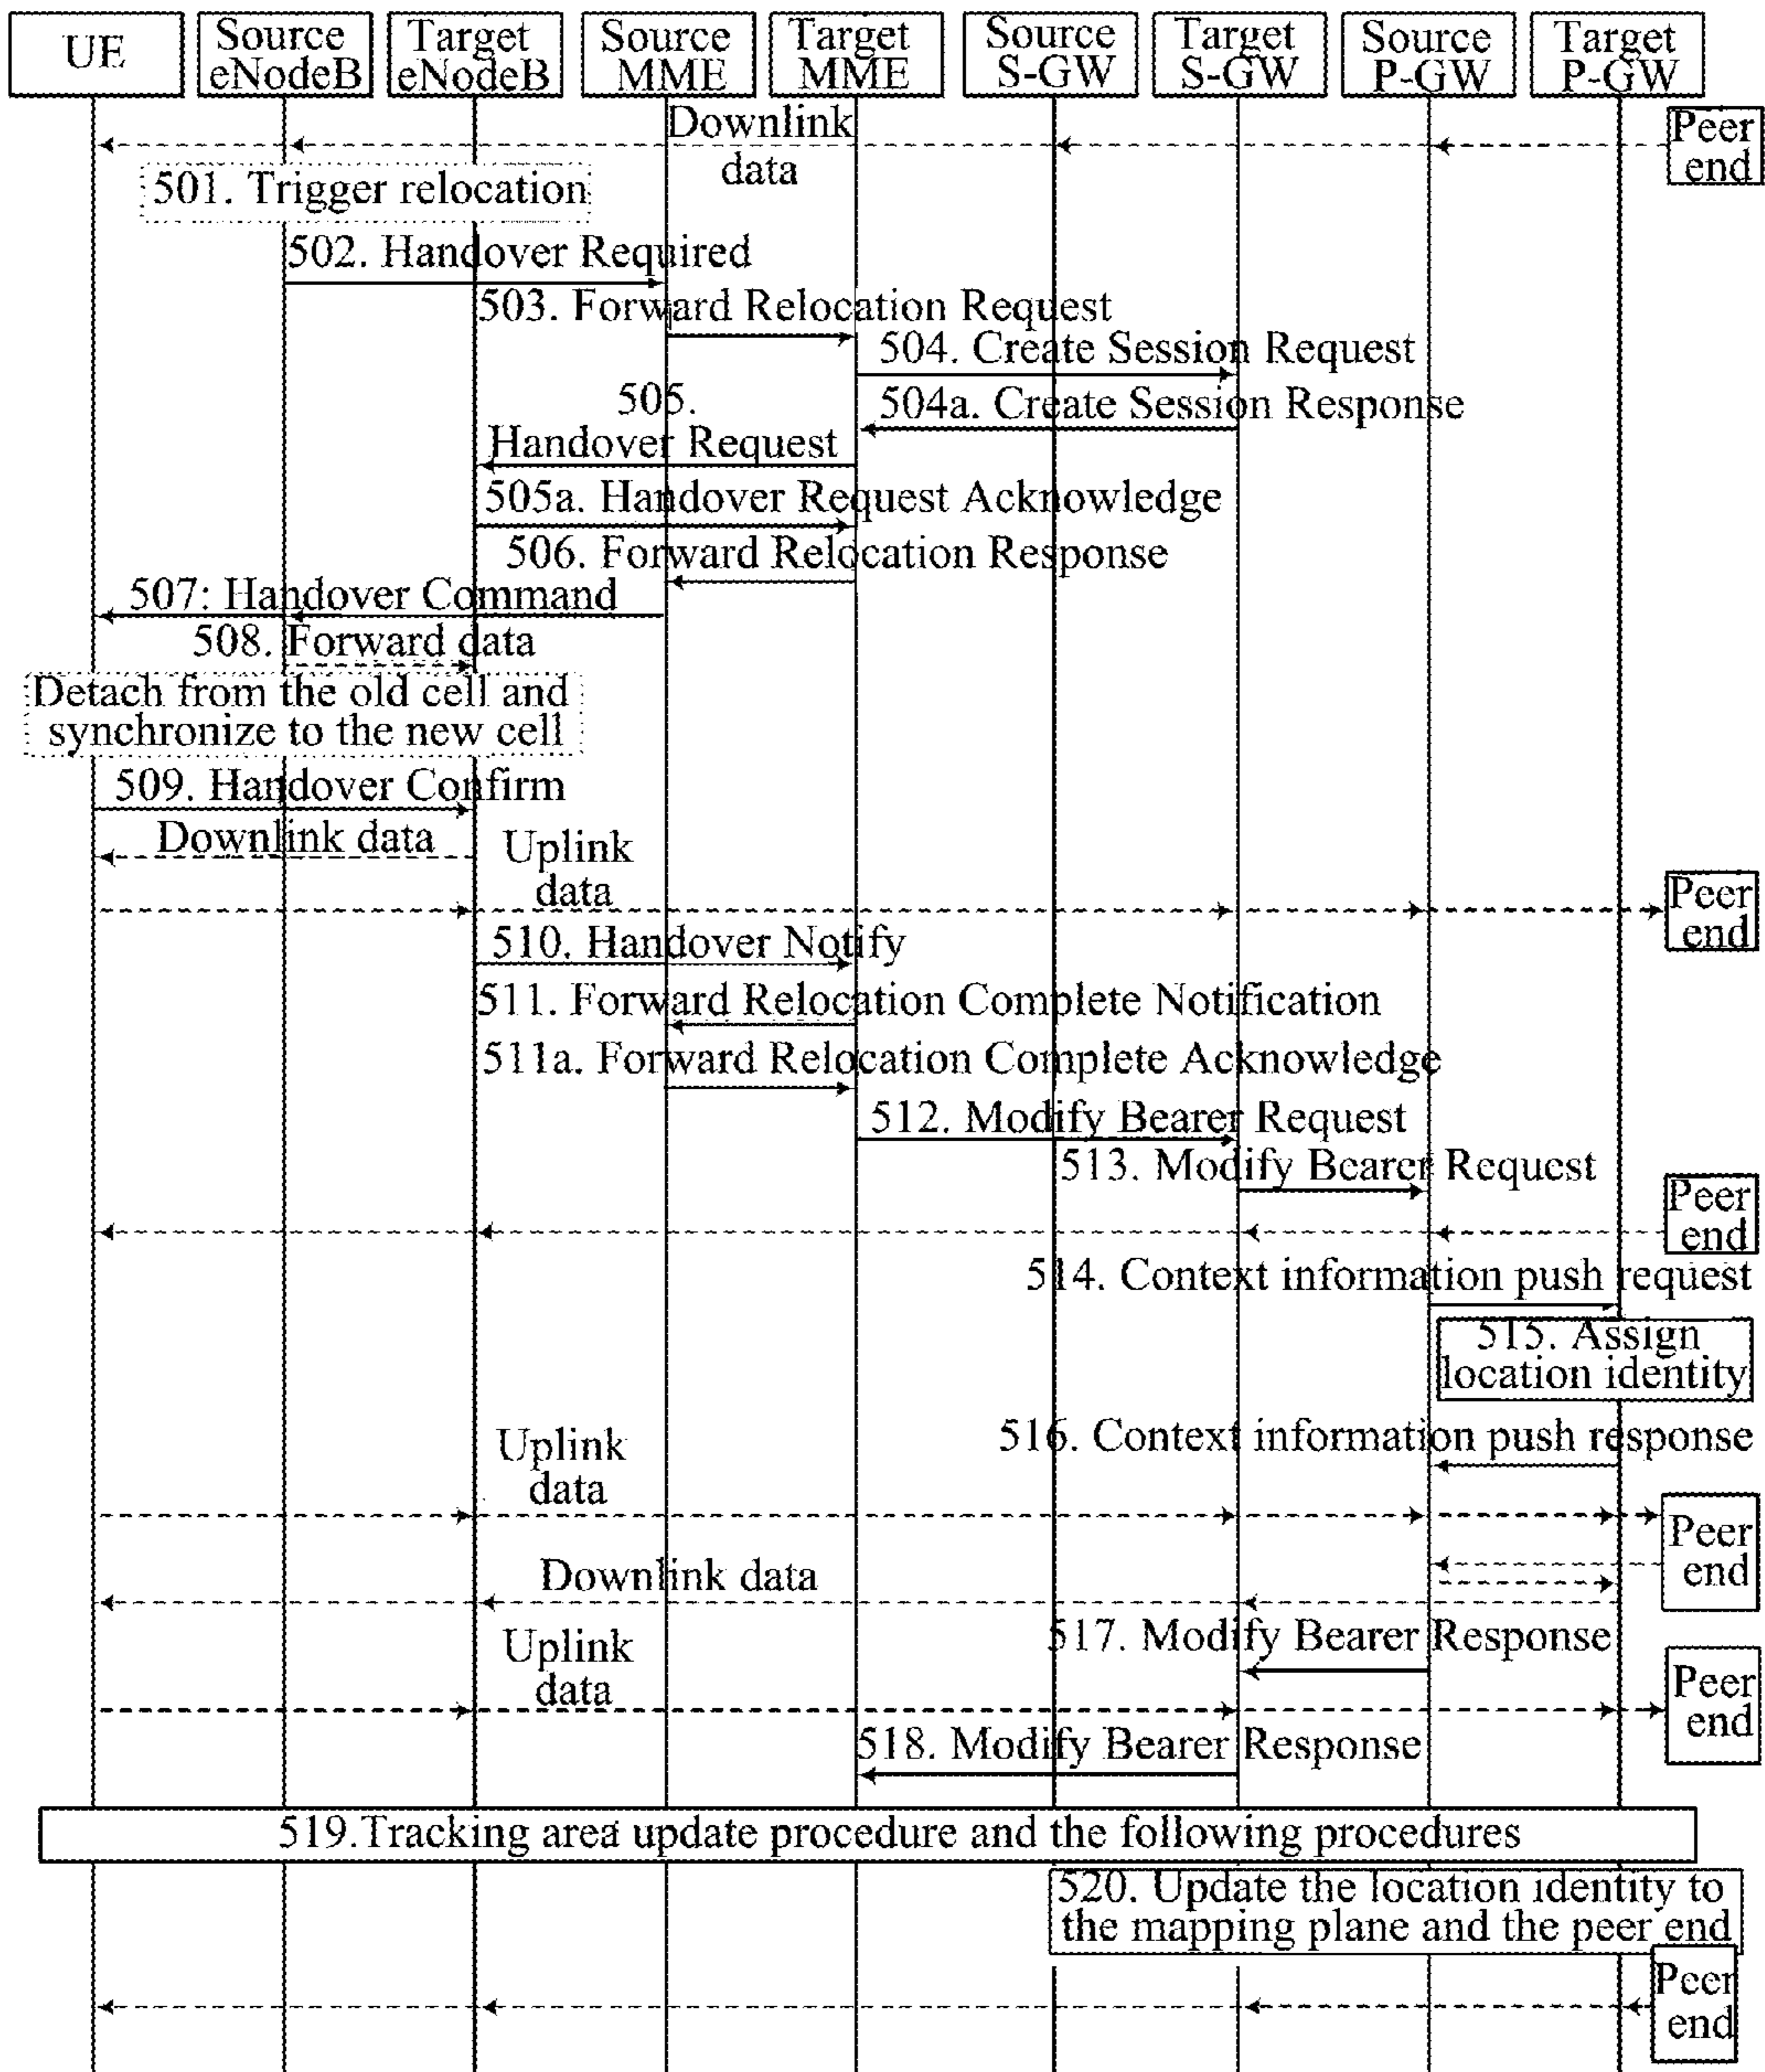 UE
Source
eNodeB
Target
eNodeB
Source
MME
Target
MME
Source
S-GW
Target
S-GW
Source
P-GW
Target
P-GW
Downlink
data
Peer
end
501. Trigger relocation
502. Handover Required
503. Forward Relocation Request
504. Create Session Request
504a. Create Session Response
505.
Handover Request
505a. Handover Request Acknowledge
506. Forward Relocation Response
507: Handover Command
508. Forward data
Detach from the old cell and
synchronize to the new cell
509. Handover Confirm
Downlink data
Uplink
data
Peer
end
510. Handover Notify
511. Forward Relocation Complete Notification
511a. Forward Relocation Complete Acknowledge
512. Modify Bearer Request
513. Modify Bearer Request
Peer
end
514. Context information push request
515. Assign
location identity
516. Context information push response
Uplink
data
Peer
end
Downlink data
517. Modify Bearer Response
Uplink
data
Peer
end
518. Modify Bearer Response
519.Tracking area update procedure and the following procedures
520. Update the location identity to
the mapping plane and the peer end
Peer
end